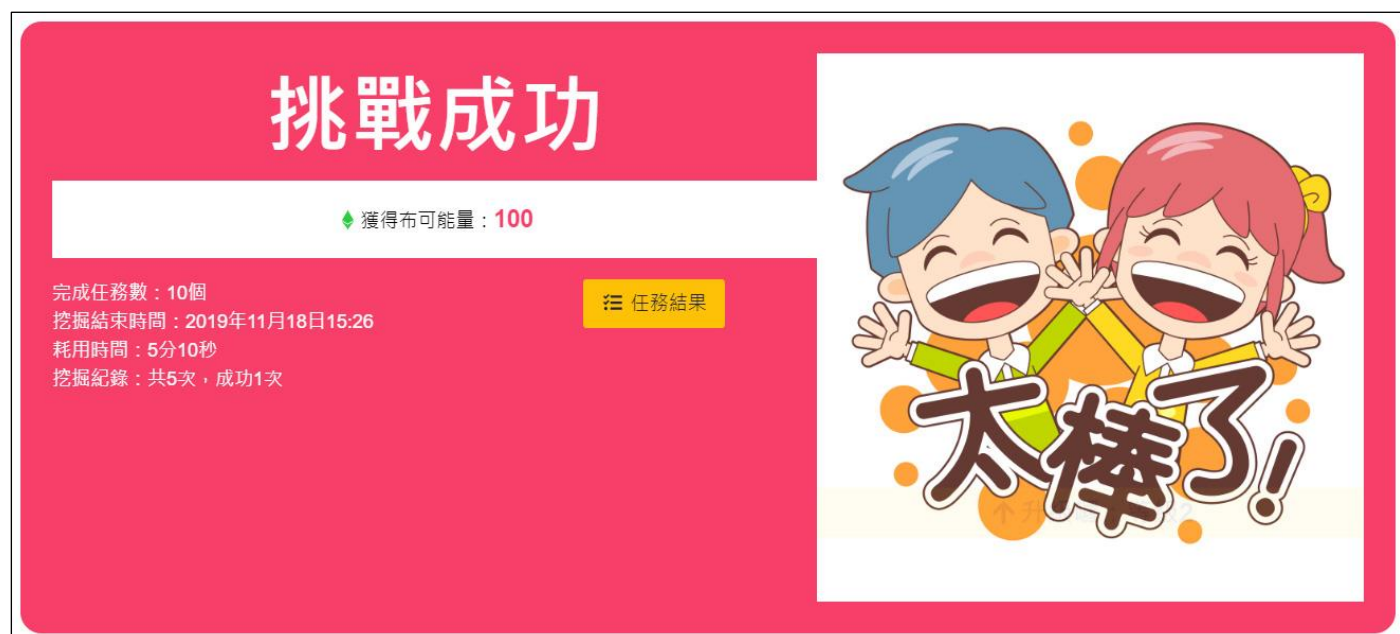 挑戰成功
獲得布可能量：100
完成任務數：10個
挖掘結束時間：2019年11月18日15:26
耗用時間：5分10秒
挖掘紀錄：共5次，成功1次
任務結果
太棒了!